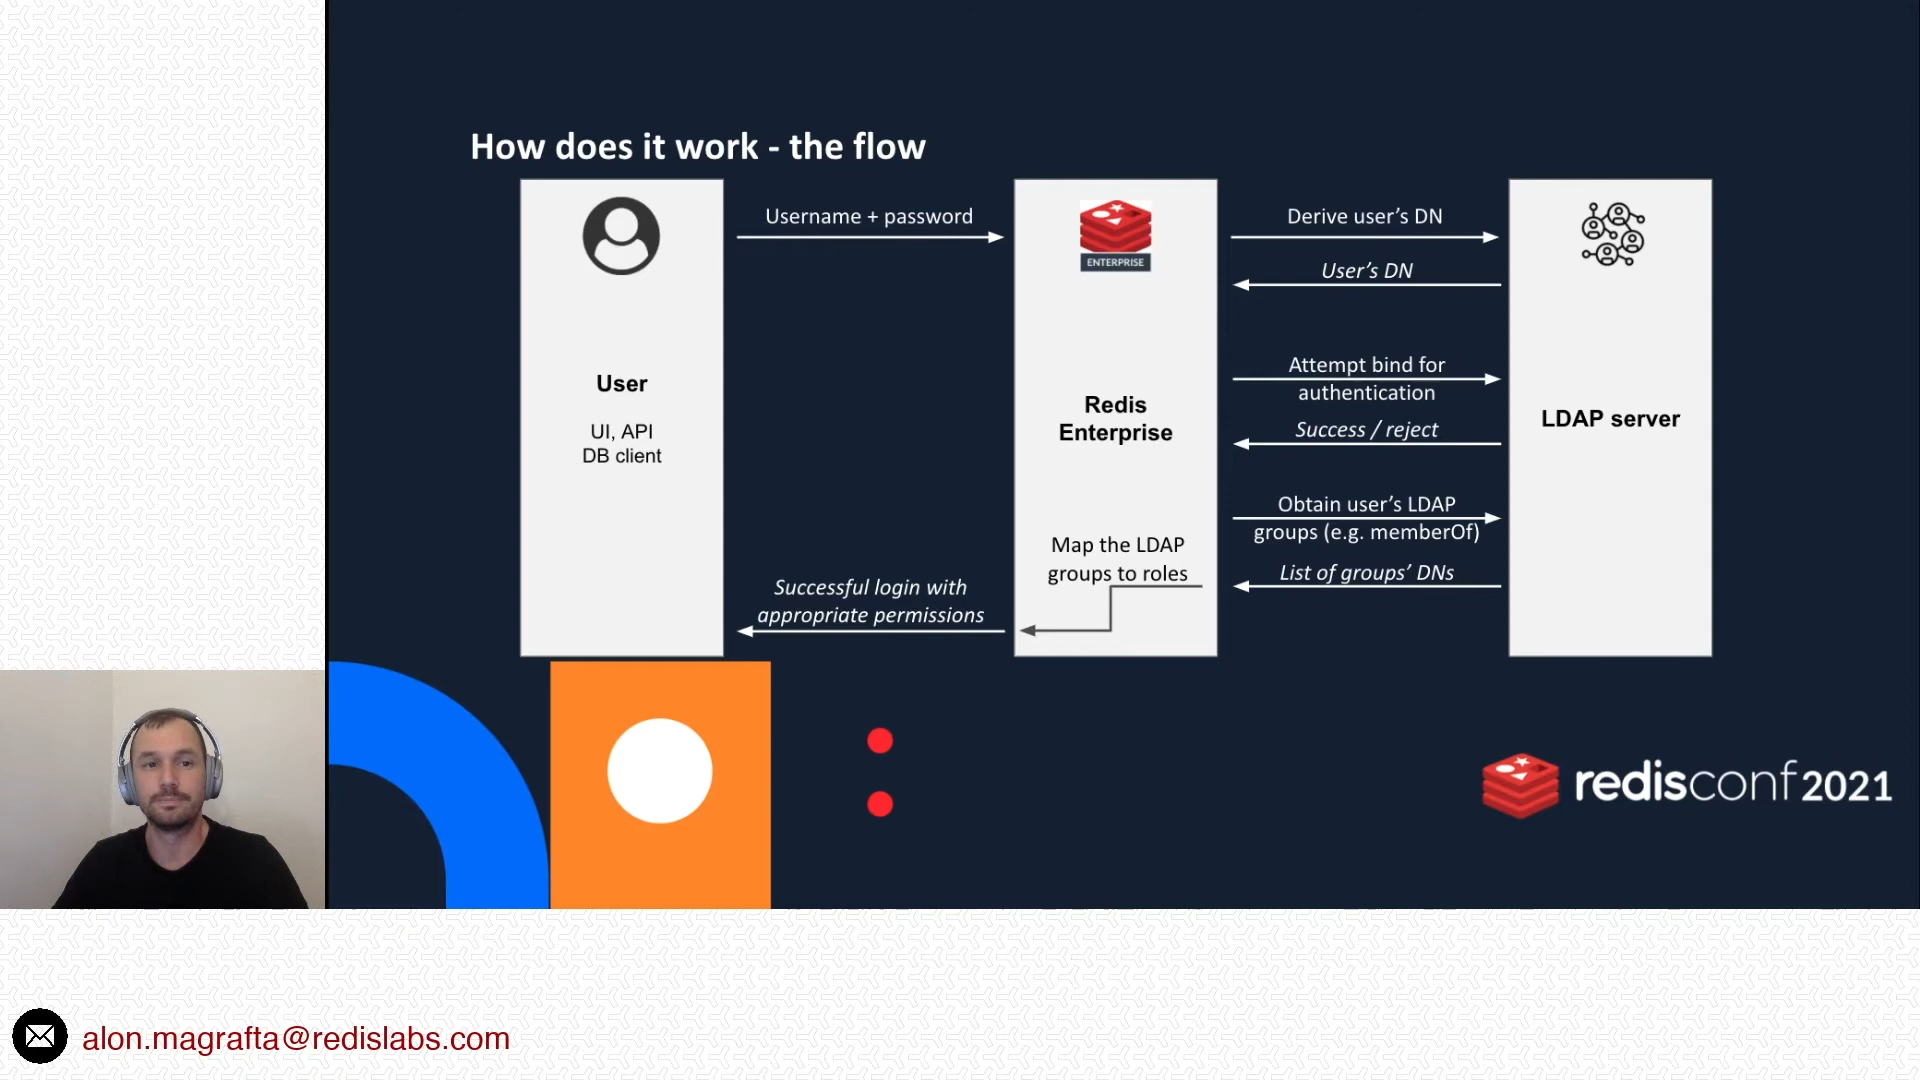 How does it work - the flow
Username + password
Derive user's DN
ENTERPRISE
User's DN
Attempt bind for
authentication
User
UI, API
DB client
Redis
Enterprise
LDAP server
Success / reject
Obtain user's LDAP
groups (e.g. memberOf)
Map the LDAP
groups to roles
List of groups' DNs
Successful login with
appropriate permissions
redisconf 2021
alon.magrafta@redislabs.com